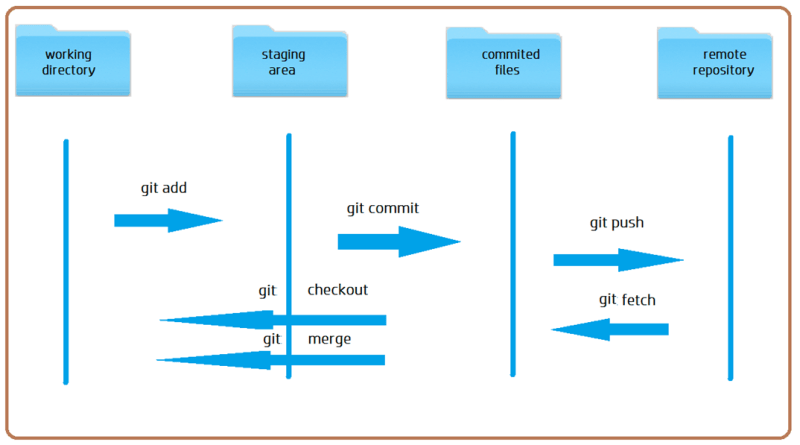 working
directory
staging
area
commited
files
remote
repository
git add
git commit
git push
git checkout
git fetch
git merge